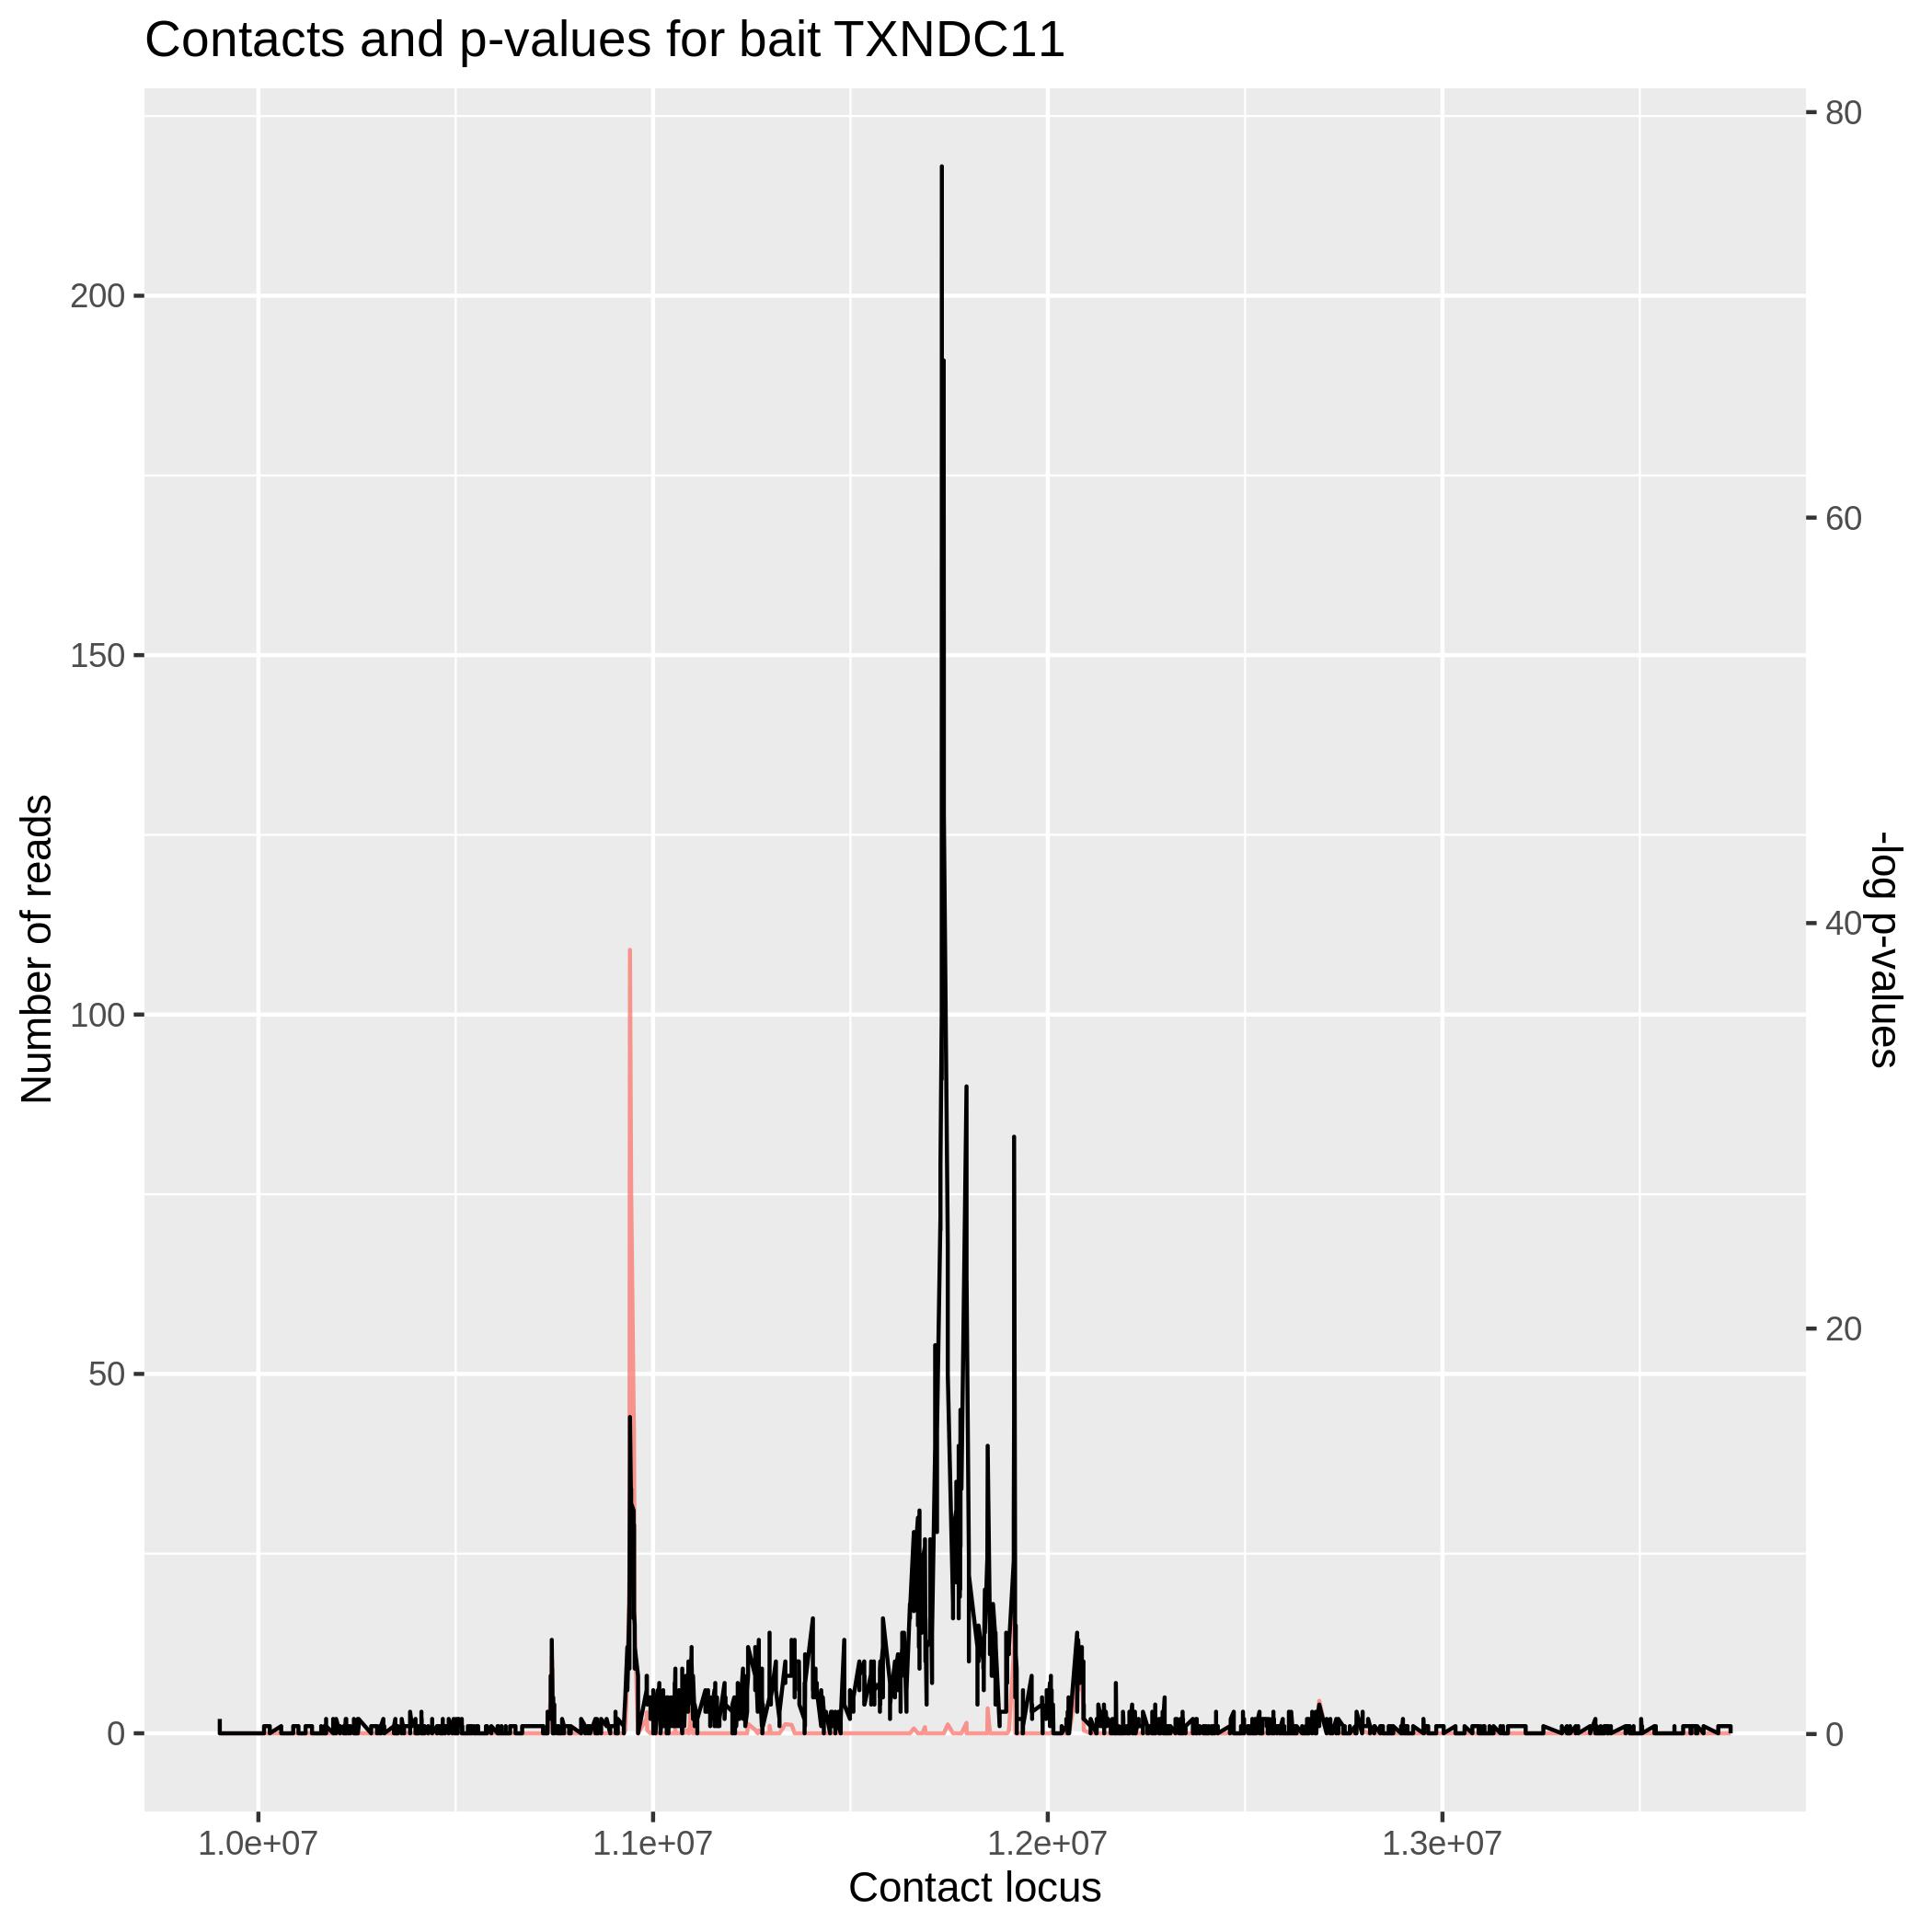 Contacts and p-values for bait TXNDC11
Number of reads
200
150
100
50
0
80
60
40
20
0
-log p-values
1.0e+07
1.1e+07
1.2e+07
1.3e+07
Contact locus